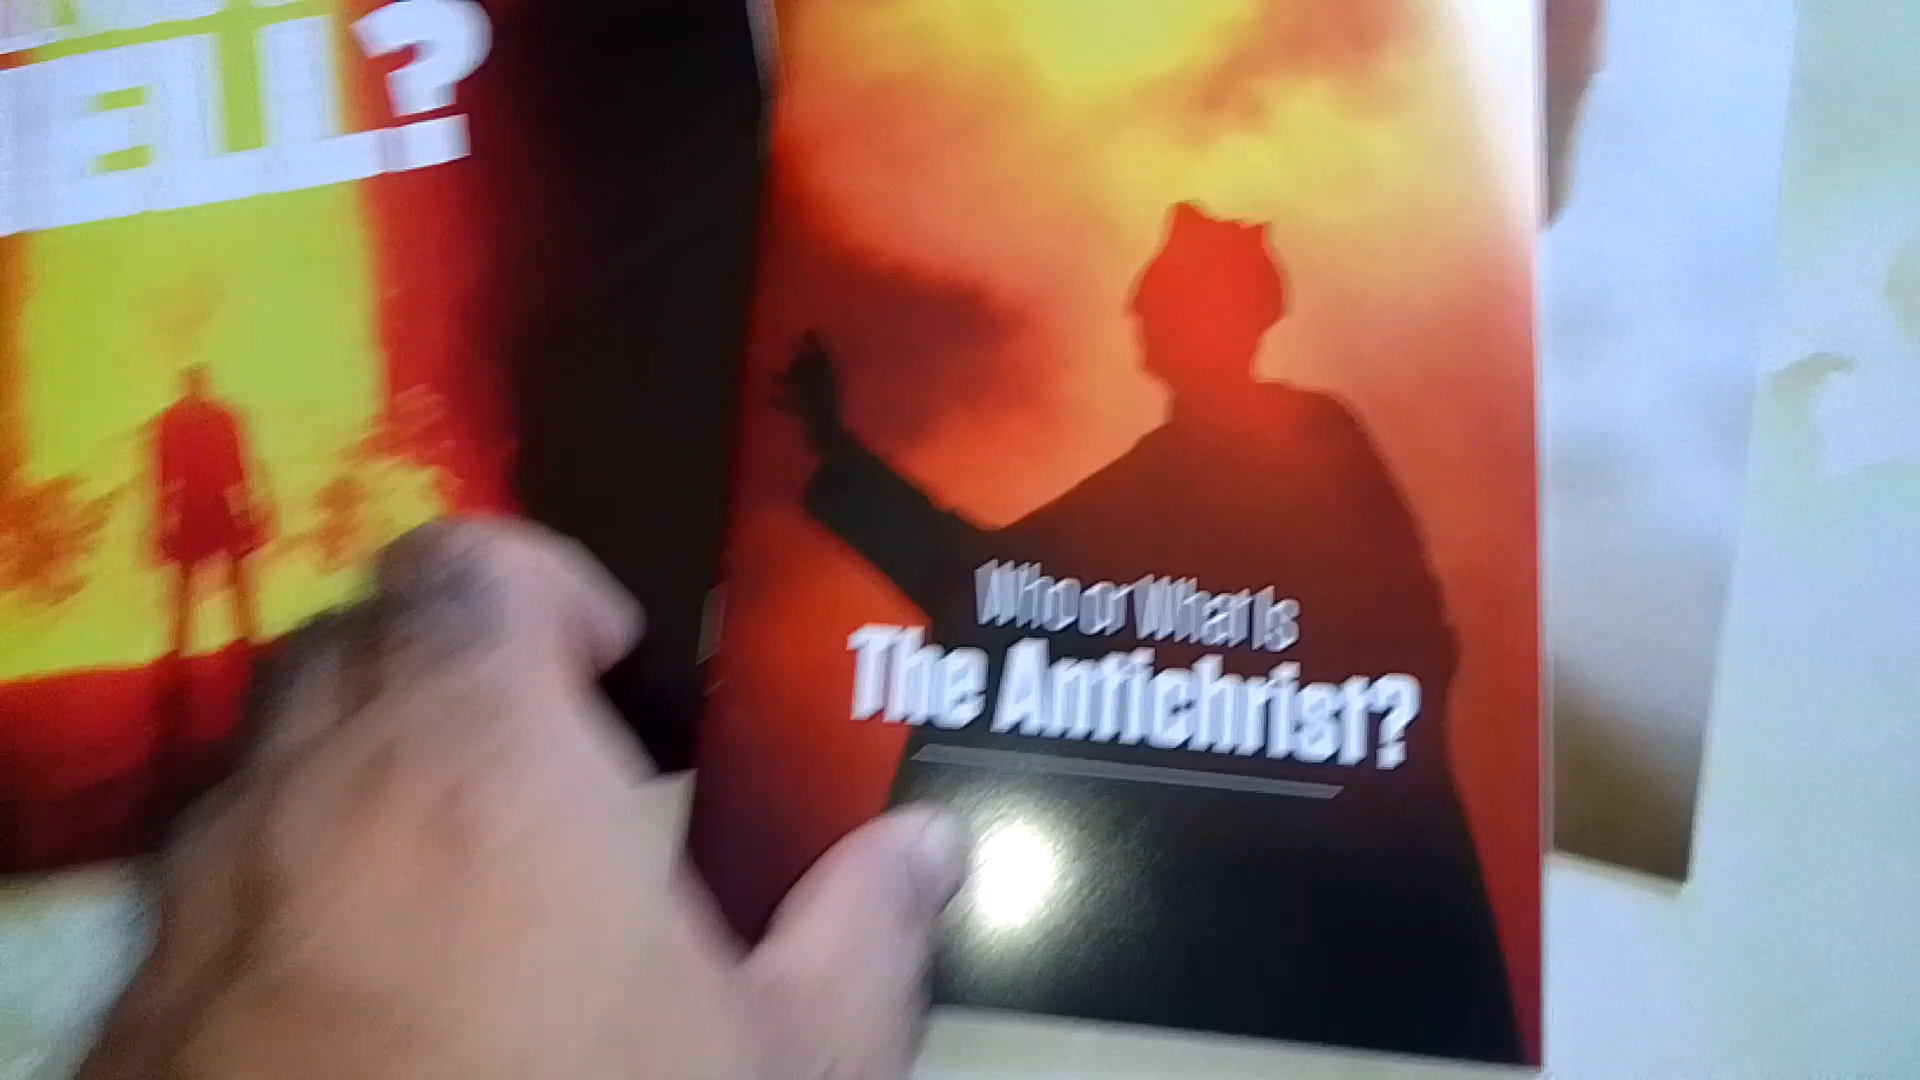 ELL?
Who or What Is
The Antichrist?